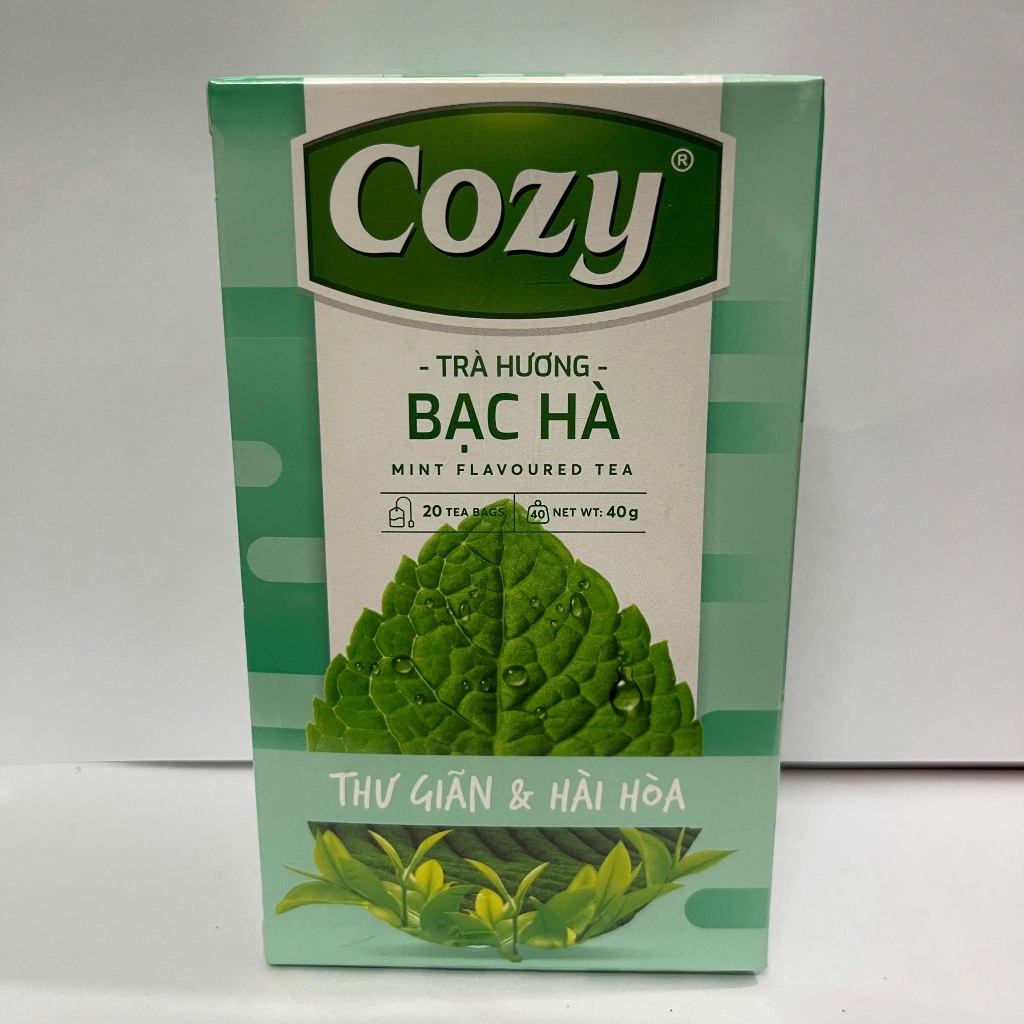 Cozy®
- TRÀ HƯƠNG -
BẠC HÀ
MINT FLAVOURED TEA
20 TEA BAGS 40 NET WT: 40g
THƯ GIÃN & HÀI HÒA